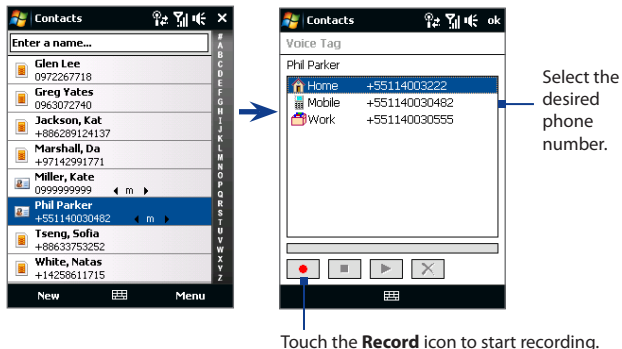 Contacts
Enter a name...
Glen Lee
0972267718
Greg Yates
0963072740
Jackson, Kat
+886289124137
Marshall, Da
+97142991771
Miller, Kate
0999999999 m
Phil Parker
+551140030482 m
Tseng, Sofia
+88633753252
White, Natas
+14258611715
#
A
B
C
D
E
F
G
H
I
J
K
L
M
N
O
P
Q
R
S
T
U
V
W
X
Y
Z
New Menu
Contacts ok
Voice Tag
Phil Parker
Home +55114003222
Mobile +551140030482
Work +551140030555
Select the
desired
phone
number.
Touch the Record icon to start recording.